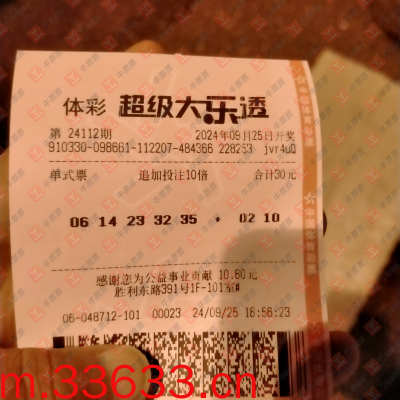 体彩 超级大乐透
第 24112期 2024年09月25日开奖
910330-098661-112207-484366 228253 jvr4uQ
单式票 追加投注10倍 合计30元
06 14 23 32 35 + 02 10
感谢您为公益事业贡献 10.80元
胜利东路391号1F-101室#
06-048712-101 00023 24/09/25 16:56:23
m.33633.cn